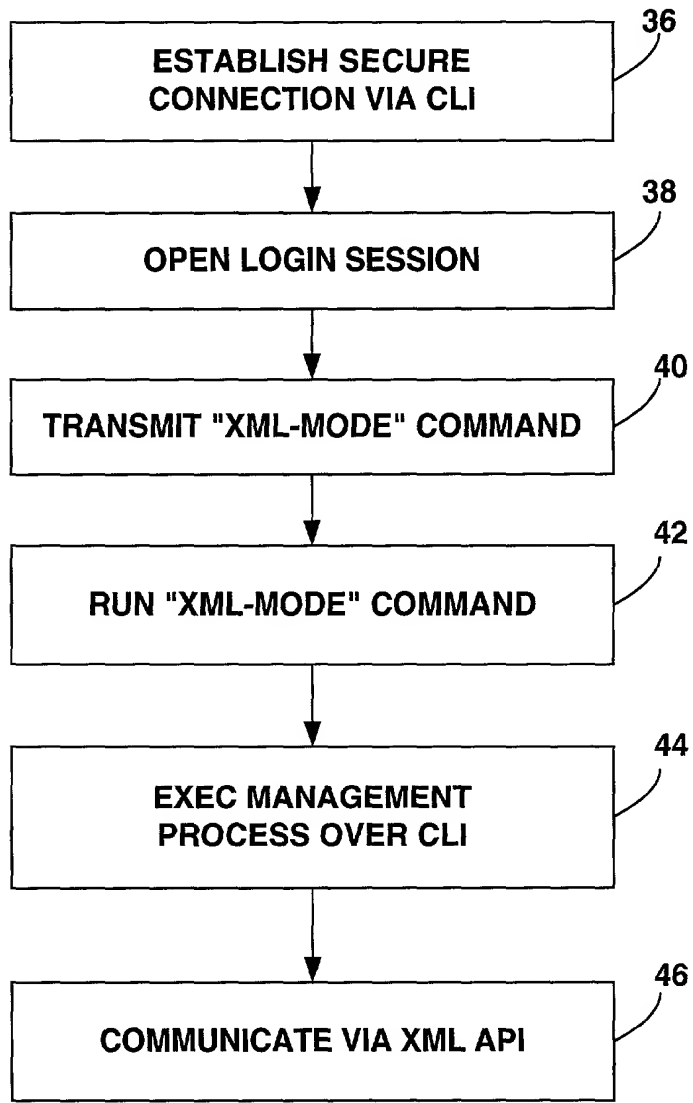 36
ESTABLISH SECURE
CONNECTION VIA CLI
38
OPEN LOGIN SESSION
40
TRANSMIT "XML-MODE" COMMAND
42
RUN "XML-MODE" COMMAND
44
EXEC MANAGEMENT
PROCESS OVER CLI
46
COMMUNICATE VIA XML API